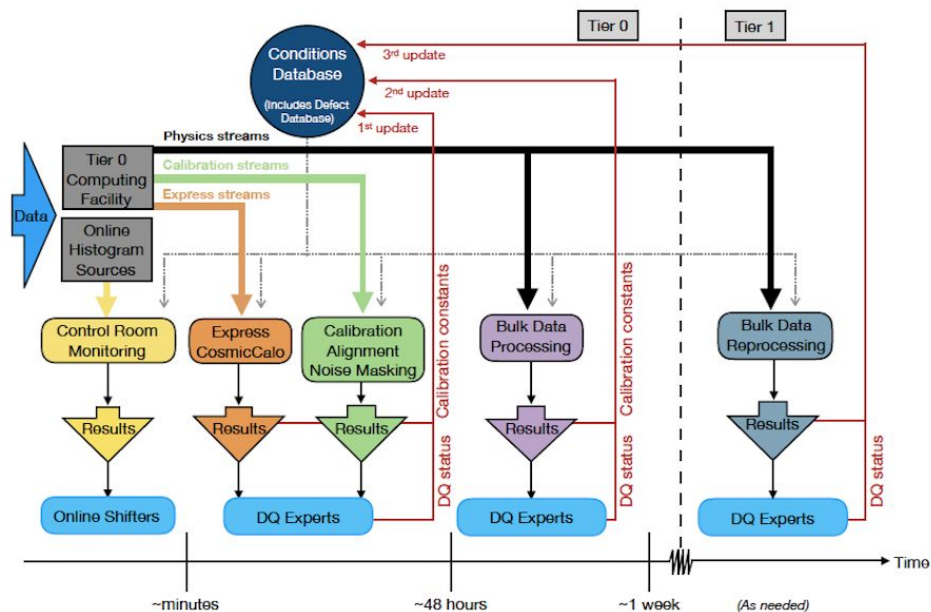 Tier 0
Tier 1
Conditions
Database
(Includes Defect
Database)
3rd update
2nd update
1st update
Physics streams
Calibration streams
Express streams
Data
Tier 0
Computing
Facility
Online
Histogram
Sources
Control Room
Monitoring
Express
CosmicCalo
Calibration
Alignment
Noise Masking
Bulk Data
Processing
Bulk Data
Reprocessing
Calibration constants
Calibration constants
Results
Results
Results
Results
Results
DQ status
DQ status
DQ status
Online Shifters
DQ Experts
DQ Experts
DQ Experts
Time
~minutes
~48 hours
~1 week
(As needed)